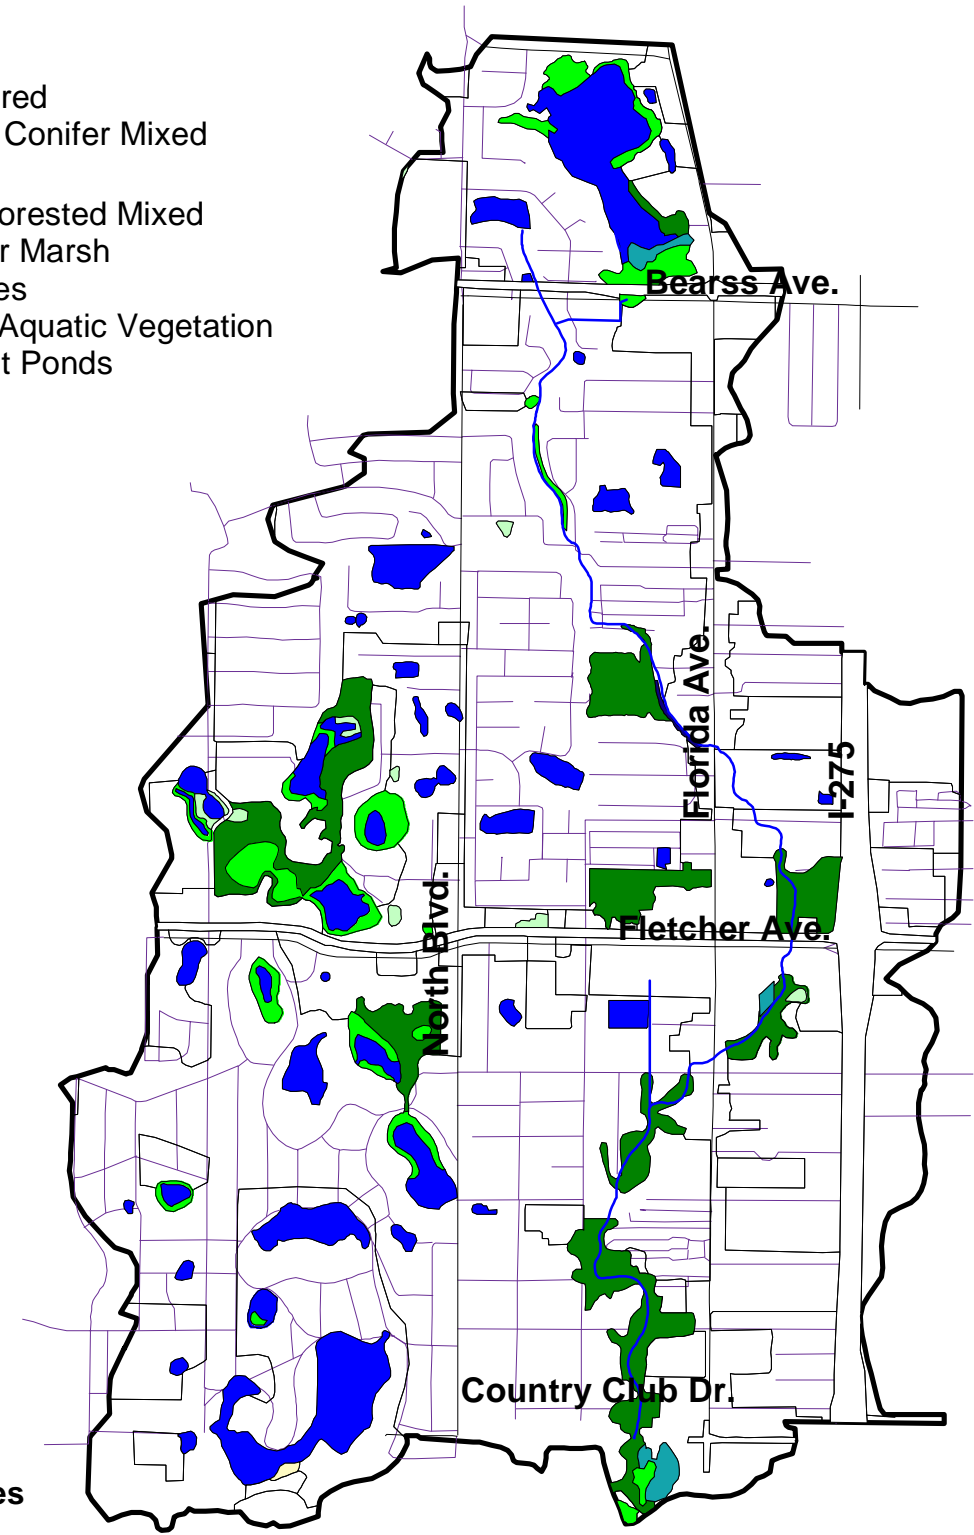 red
Conifer Mixed
orested Mixed
r Marsh
es
Aquatic Vegetation
t Ponds
Bearss Ave.
Florida Ave.
I-275
North Blvd.
Fletcher Ave.
Country Club Dr.
es